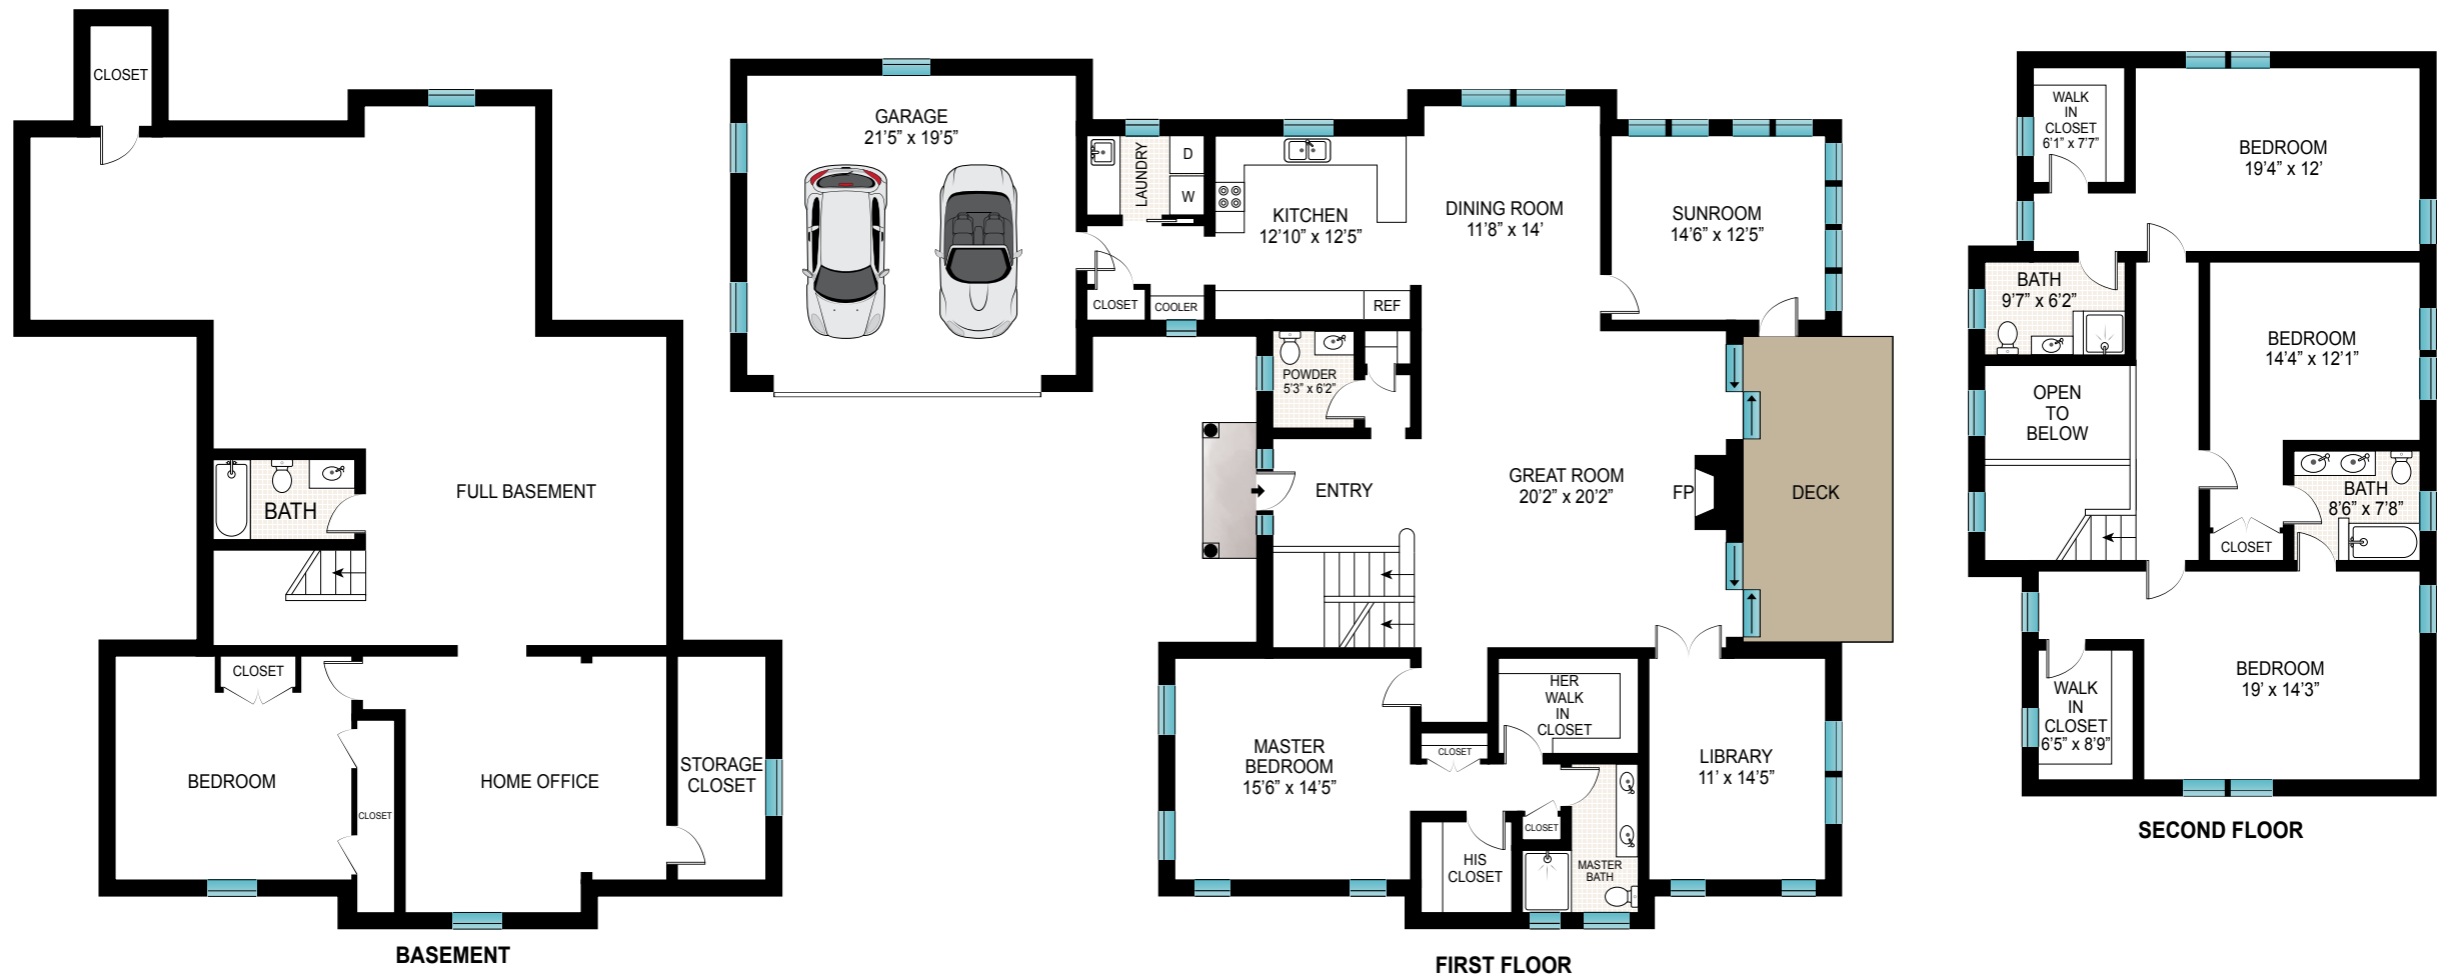 CLOSET
FULL BASEMENT
BATH
CLOSET
BEDROOM
CLOSET
HOME OFFICE
STORAGE
CLOSET
BASEMENT
GARAGE
21'5” x 19'5”
LAUNDRY
D
W
CLOSET
COOLER
KITCHEN
12'10” x 12'5”
REF
DINING ROOM
11'8” x 14'
SUNROOM
14'6” x 12'5”
POWDER
5'3” x 6'2”
ENTRY
GREAT ROOM
20'2” x 20'2”
FP
DECK
MASTER
BEDROOM
15'6” x 14'5”
CLOSET
HER
WALK
IN
CLOSET
LIBRARY
11' x 14'5”
CLOSET
HIS
CLOSET
MASTER
BATH
FIRST FLOOR
WALK
IN
CLOSET
6'1” x 7'7”
BEDROOM
19'4” x 12'
BATH
9'7” x 6'2”
BEDROOM
14'4” x 12'1”
OPEN
TO
BELOW
BATH
8'6” x 7'8”
CLOSET
WALK
IN
CLOSET
6'5” x 8'9”
BEDROOM
19' x 14'3”
SECOND FLOOR